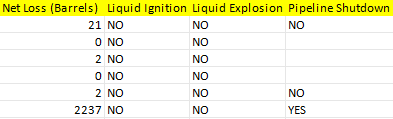 Net Loss (Barrels) Liquid Ignition Liquid Explosion Pipeline Shutdown
21 NO NO NO
0 NO NO
2 NO NO
0 NO NO
2 NO NO NO
2237 NO NO YES